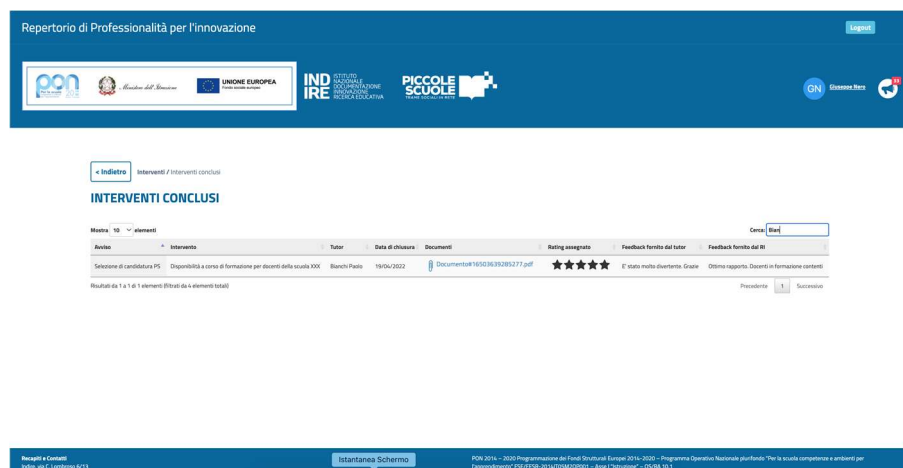 Repertorio di Professionalità per l'innovazione
Logout
pon
Ministero dell'Istruzione
UNIONE EUROPEA
Fondo sociale europeo
IND
IRE
ISTITUTO
NAZIONALE
DOCUMENTAZIONE
INNOVAZIONE
RICERCA EDUCATIVA
PICCOLE
SCUOLE
GN
Giuseppe Nero
< Indietro
Interventi / Interventi conclusi
INTERVENTI CONCLUSI
Mostra 10 elementi
Cerca: Bian
Avviso Intervento Tutor Data di chiusura Documenti Rating assegnato Feedback fornito dal tutor Feedback fornito dal RI
Selezione di candidatura PS Disponibilità a corso di formazione per docenti della scuola XXX Bianchi Paolo 19/04/2022 Documento#16503639285277.pdf E' stato molto divertente. Grazie Ottimo rapporto. Docenti in formazione contenti
Risultati da 1 a 1 di 1 elementi (filtrati da 4 elementi totali)
Precedente 1 Successivo
Recapiti e Contatti
Indire, via C. Lombroso 6/13
Istantanea Schermo
PON 2014 – 2020 Programmazione dei Fondi Strutturali Europei 2014-2020 – Programma Operativo Nazionale plurifondo "Per la scuola competenze e ambienti per